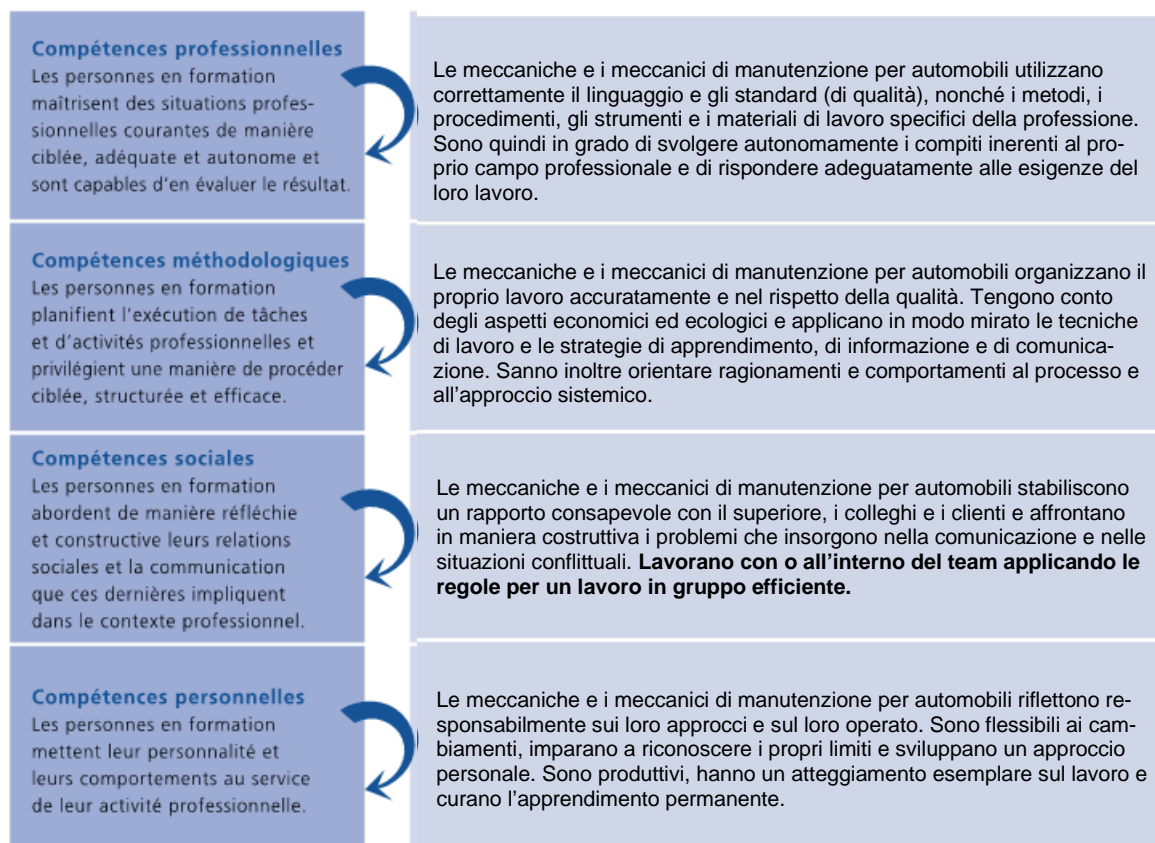 Compétences professionnelles
Les personnes en formation
maîtrisent des situations profes-
sionnelles courantes de manière
ciblée, adéquate et autonome et
sont capables d'en évaluer le résultat.
Le meccaniche e i meccanici di manutenzione per automobili utilizzano
correttamente il linguaggio e gli standard (di qualità), nonché i metodi, i
procedimenti, gli strumenti e i materiali di lavoro specifici della professione.
Sono quindi in grado di svolgere autonomamente i compiti inerenti al pro-
prio campo professionale e di rispondere adeguatamente alle esigenze del
loro lavoro.
Compétences méthodologiques
Les personnes en formation
planifient l'exécution de tâches
et d'activités professionnelles et
privilégient une manière de procéder
ciblée, structurée et efficace.
Le meccaniche e i meccanici di manutenzione per automobili organizzano il
proprio lavoro accuratamente e nel rispetto della qualità. Tengono conto
degli aspetti economici ed ecologici e applicano in modo mirato le tecniche
di lavoro e le strategie di apprendimento, di informazione e di comunica-
zione. Sanno inoltre orientare ragionamenti e comportamenti al processo e
all'approccio sistemico.
Compétences sociales
Les personnes en formation
abordent de manière réfléchie
et constructive leurs relations
sociales et la communication
que ces dernières impliquent
dans le contexte professionnel.
Le meccaniche e i meccanici di manutenzione per automobili stabiliscono
un rapporto consapevole con il superiore, i colleghi e i clienti e affrontano
in maniera costruttiva i problemi che insorgono nella comunicazione e nelle
situazioni conflittuali. Lavorano con o all'interno del team applicando le
regole per un lavoro in gruppo efficiente.
Compétences personnelles
Les personnes en formation
mettent leur personnalité et
leurs comportements au service
de leur activité professionnelle.
Le meccaniche e i meccanici di manutenzione per automobili riflettono re-
sponsabilmente sui loro approcci e sul loro operato. Sono flessibili ai cam-
biamenti, imparano a riconoscere i propri limiti e sviluppano un approccio
personale. Sono produttivi, hanno un atteggiamento esemplare sul lavoro e
curano l'apprendimento permanente.